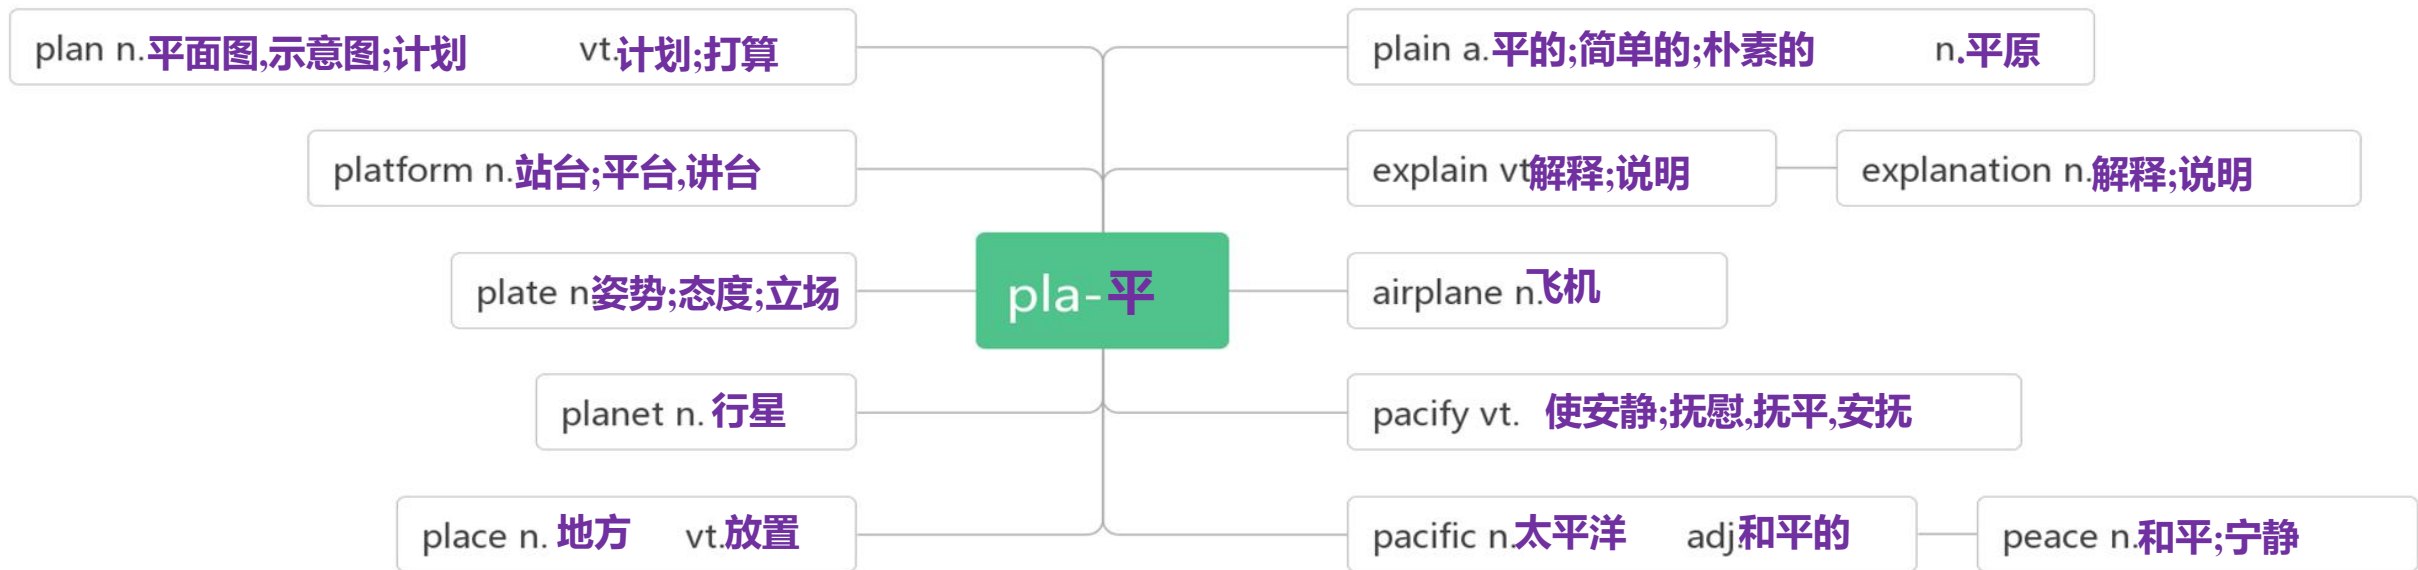 plan n.平面图,示意图;计划 vt.计划;打算
platform n.站台;平台,讲台
plate n.姿势;态度;立场
planet n. 行星
place n. 地方 vt.放置
pla-平
plain a.平的;简单的;朴素的 n.平原
explain vt解释;说明
explanation n.解释;说明
airplane n.飞机
pacify vt. 使安静;抚慰,抚平,安抚
pacific n.太平洋 adj.和平的
peace n.和平;宁静